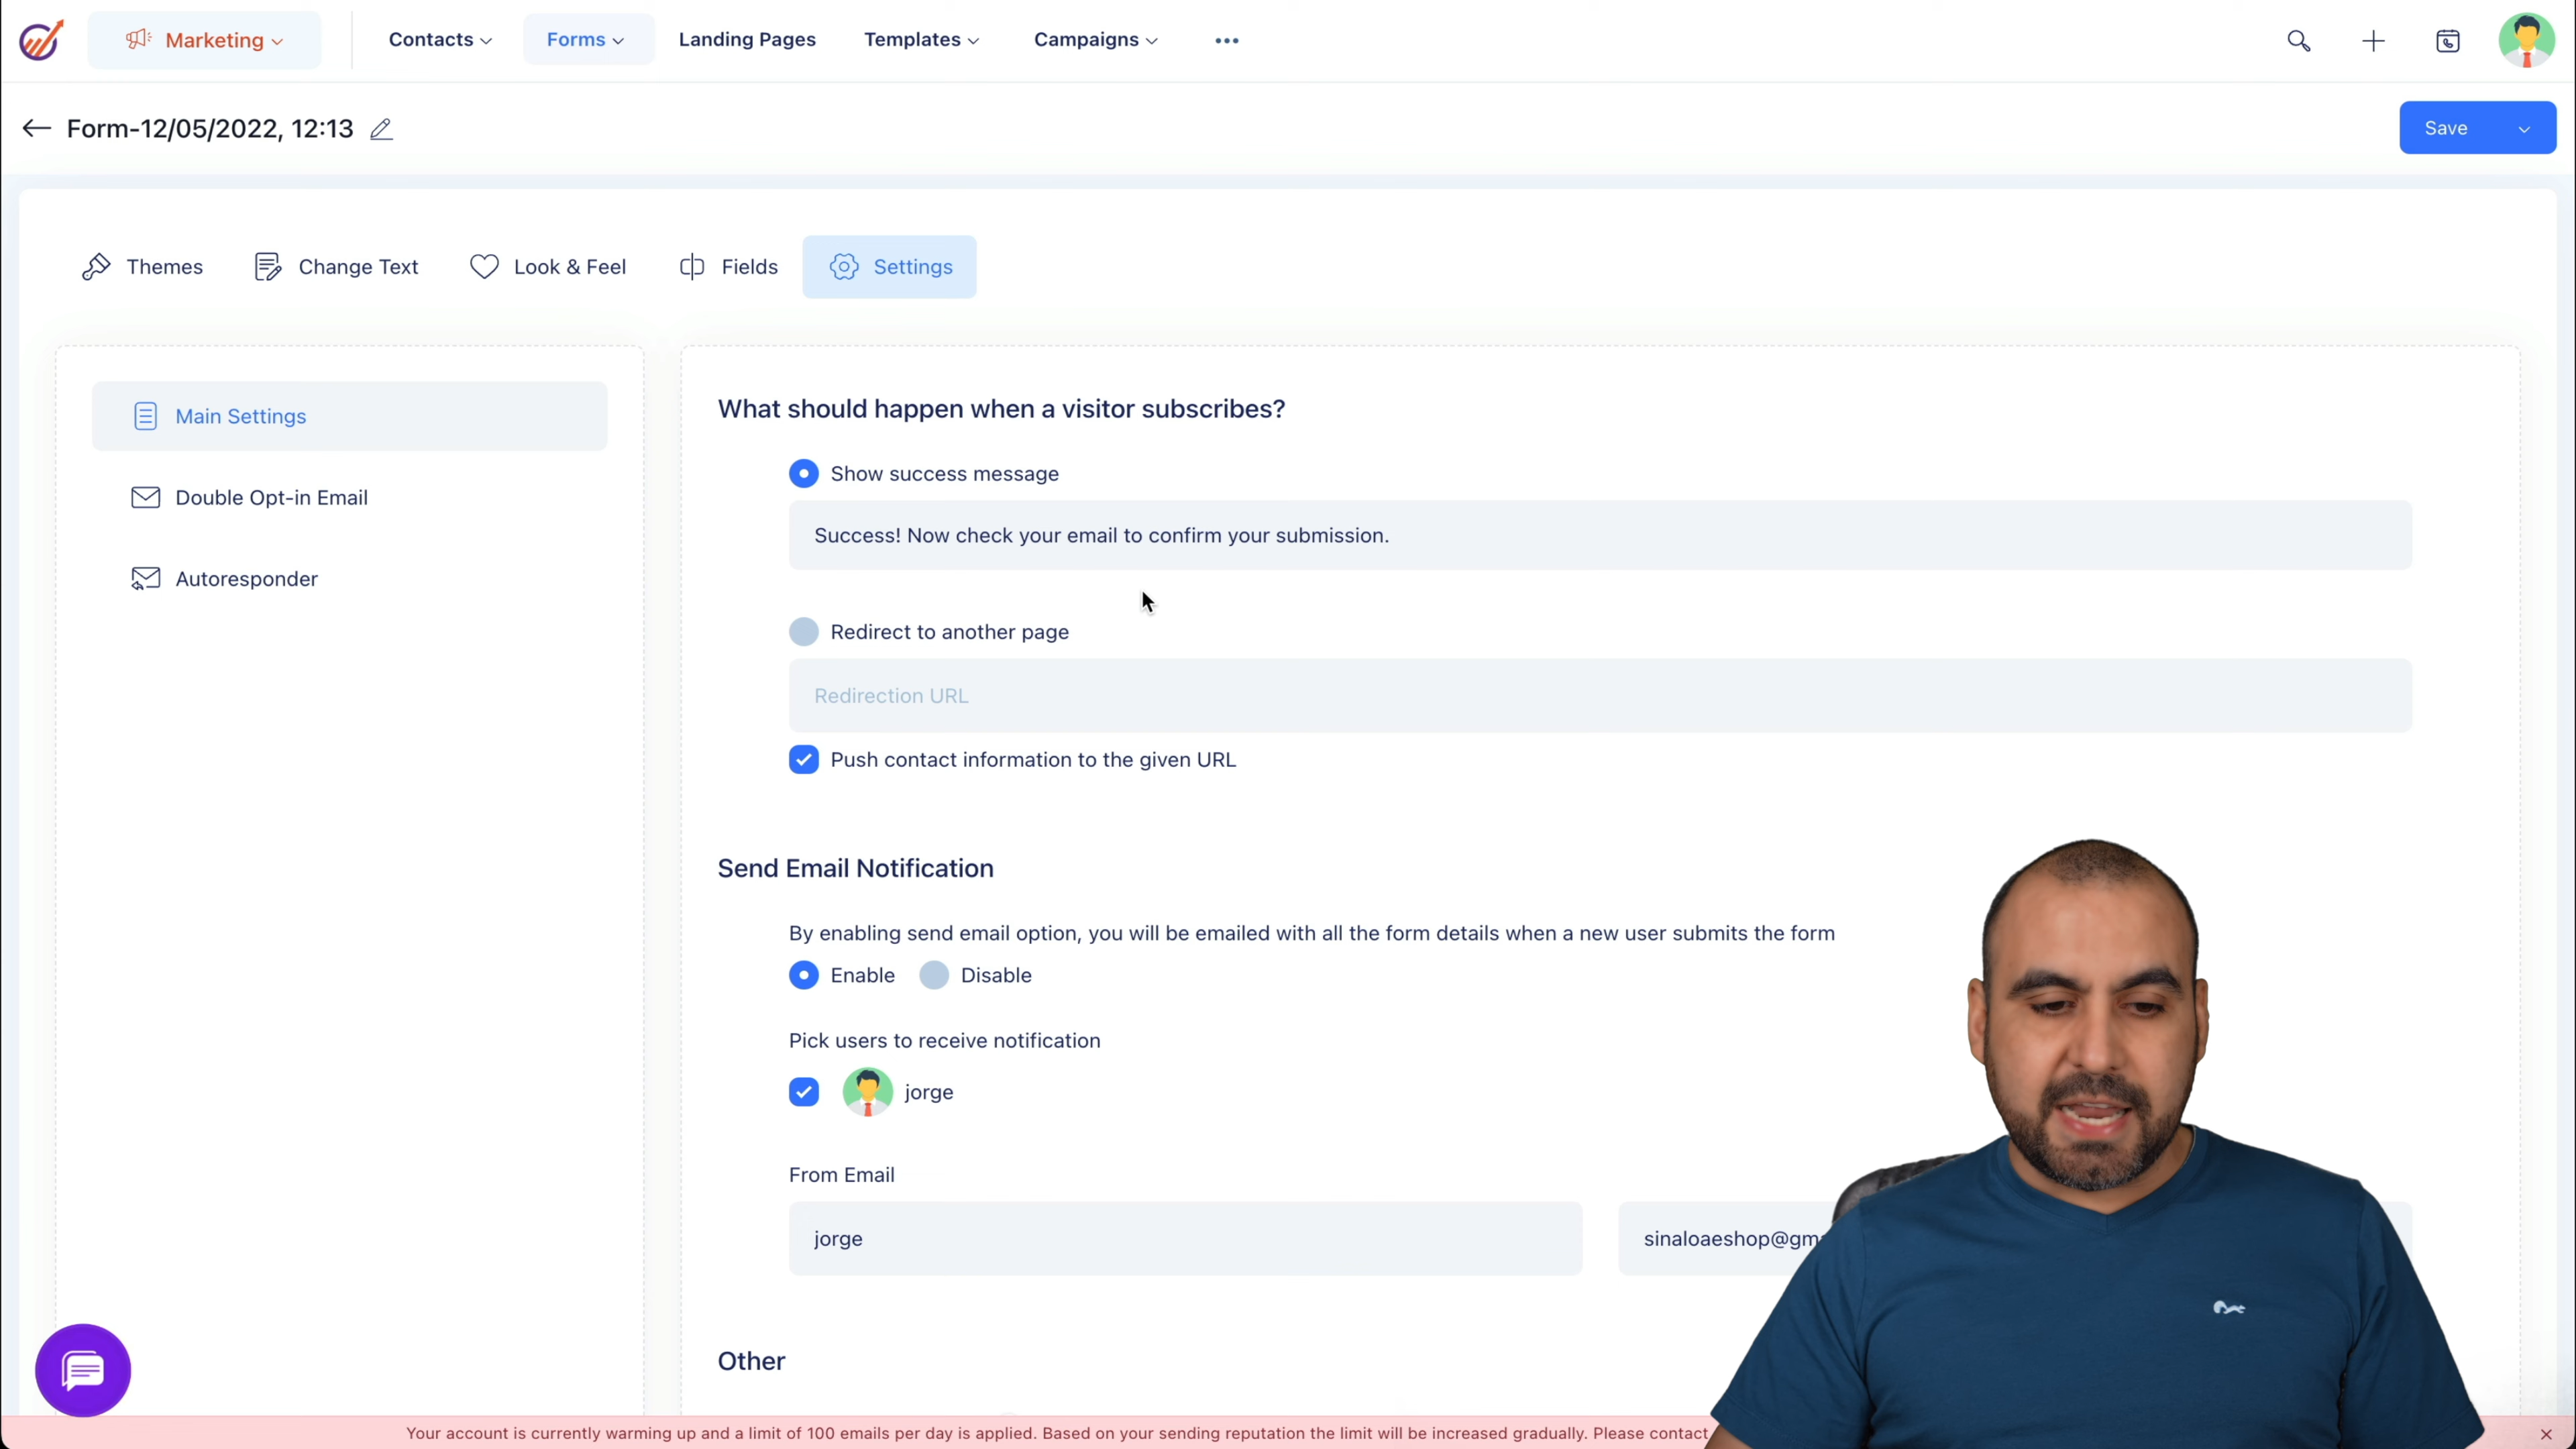 Marketing
Contacts
Forms
Landing Pages
Templates
Campaigns
Form-12/05/2022, 12:13
Save
Themes
Change Text
Look & Feel
Fields
Settings
Main Settings
Double Opt-in Email
Autoresponder
What should happen when a visitor subscribes?
Show success message
Success! Now check your email to confirm your submission.
Redirect to another page
Redirection URL
Push contact information to the given URL
Send Email Notification
By enabling send email option, you will be emailed with all the form details when a new user submits the form
Enable
Disable
Pick users to receive notification
jorge
From Email
jorge
sinaloaeshop@gm
Other
Your account is currently warming up and a limit of 100 emails per day is applied. Based on your sending reputation the limit will be increased gradually. Please contact